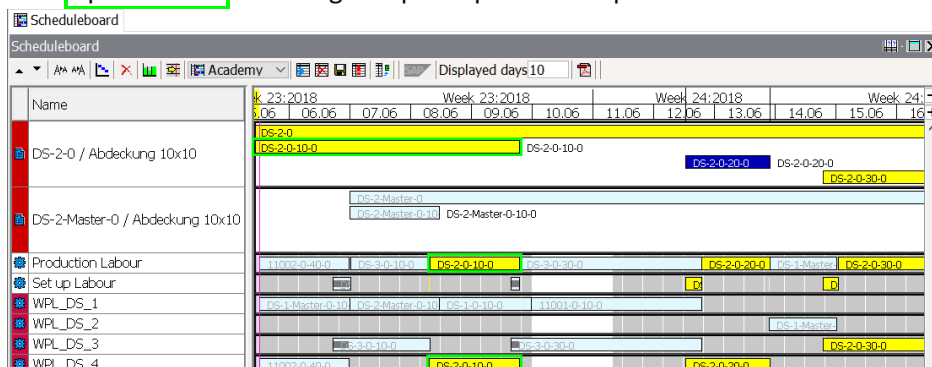 Scheduleboard
Scheduleboard
Academy
SAP
Displayed days 10
Name
k 23:2018 Week 23:2018 Week 24:2018 Week 24:
.06 06.06 07.06 08.06 09.06 10.06 11.06 12.06 13.06 14.06 15.06 16
DS-2-0
DS-2-0 / Abdeckung 10x10
DS-2-0-10-0 DS-2-0-10-0
DS-2-0-20-0 DS-2-0-20-0
DS-2-0-30-0
DS-2-Master-0
DS-2-Master-0 / Abdeckung 10x10
DS-2-Master-0-10 DS-2-Master-0-10-0
Production Labour 11002-0-40-0 DS-3-0-10-0 DS-2-0-10-0 DS-3-0-30-0 DS-2-0-20-0 DS-1-Master- DS-2-0-30-0
Set up Labour
WPL_DS_1 DS-1-Master-0-10 DS-2-Master-0-10 DS-1-0-10-0 11001-0-10-0
WPL_DS_2 DS-1-Master-
WPL_DS_3 S-3-0-10-0 DS-3-0-30-0 DS-2-0-30-0
WPL_DS_4 11002-0-40-0 DS-2-0-10-0 DS-2-0-20-0